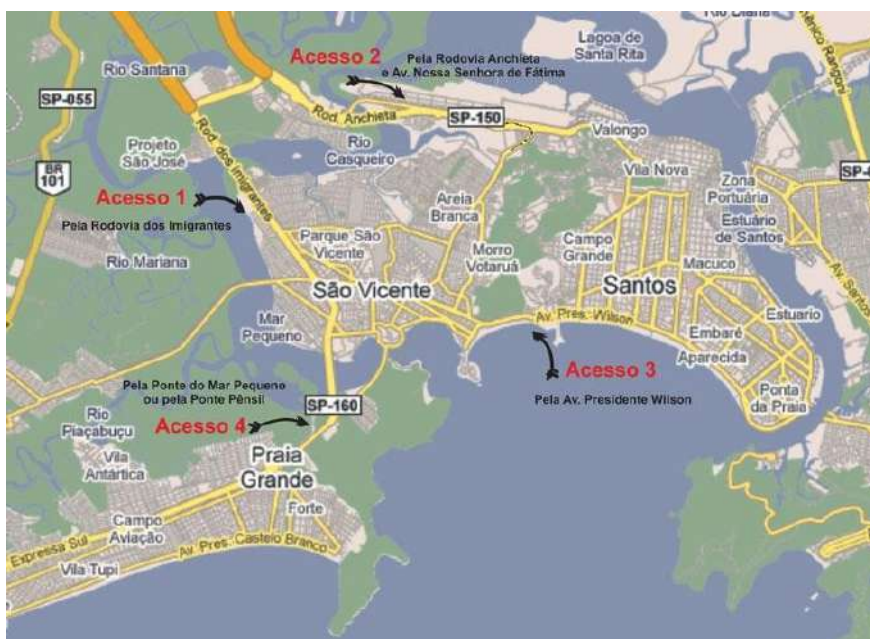 Rio Diana
Lagoa de
Santa Rita
Acesso 2
Pela Rodovia Anchieta
e Av. Nossa Senhora de Fátima
Rio Santana
SP-055
Rod. Anchieta
SP-150
Valongo
Projeto
São José
Rod. dos Imigrantes
Rio
Casqueiro
Vila Nova
BR
101
Acesso 1
Pela Rodovia dos Imigrantes
Areia
Branca
Zona
Portuária
Estuário
de Santos
Parque São
Vicente
Morro
Votaruá
Campo
Grande
Rio Mariana
Macuco
São Vicente
Santos
Av. Santos
Mar
Pequeno
Av. Pres. Wilson
Estuario
Embaré
Aparecida
Acesso 3
Pela Av. Presidente Wilson
Ponta
da Praia
Pela Ponte do Mar Pequeno
ou pela Ponte Pênsil
SP-160
Acesso 4
Rio
Piaçabuçu
Vila
Antártica
Praia
Grande
Forte
Campo
Aviação
Expressa Sul
Av. Pres. Castelo Branco
Vila Tupi